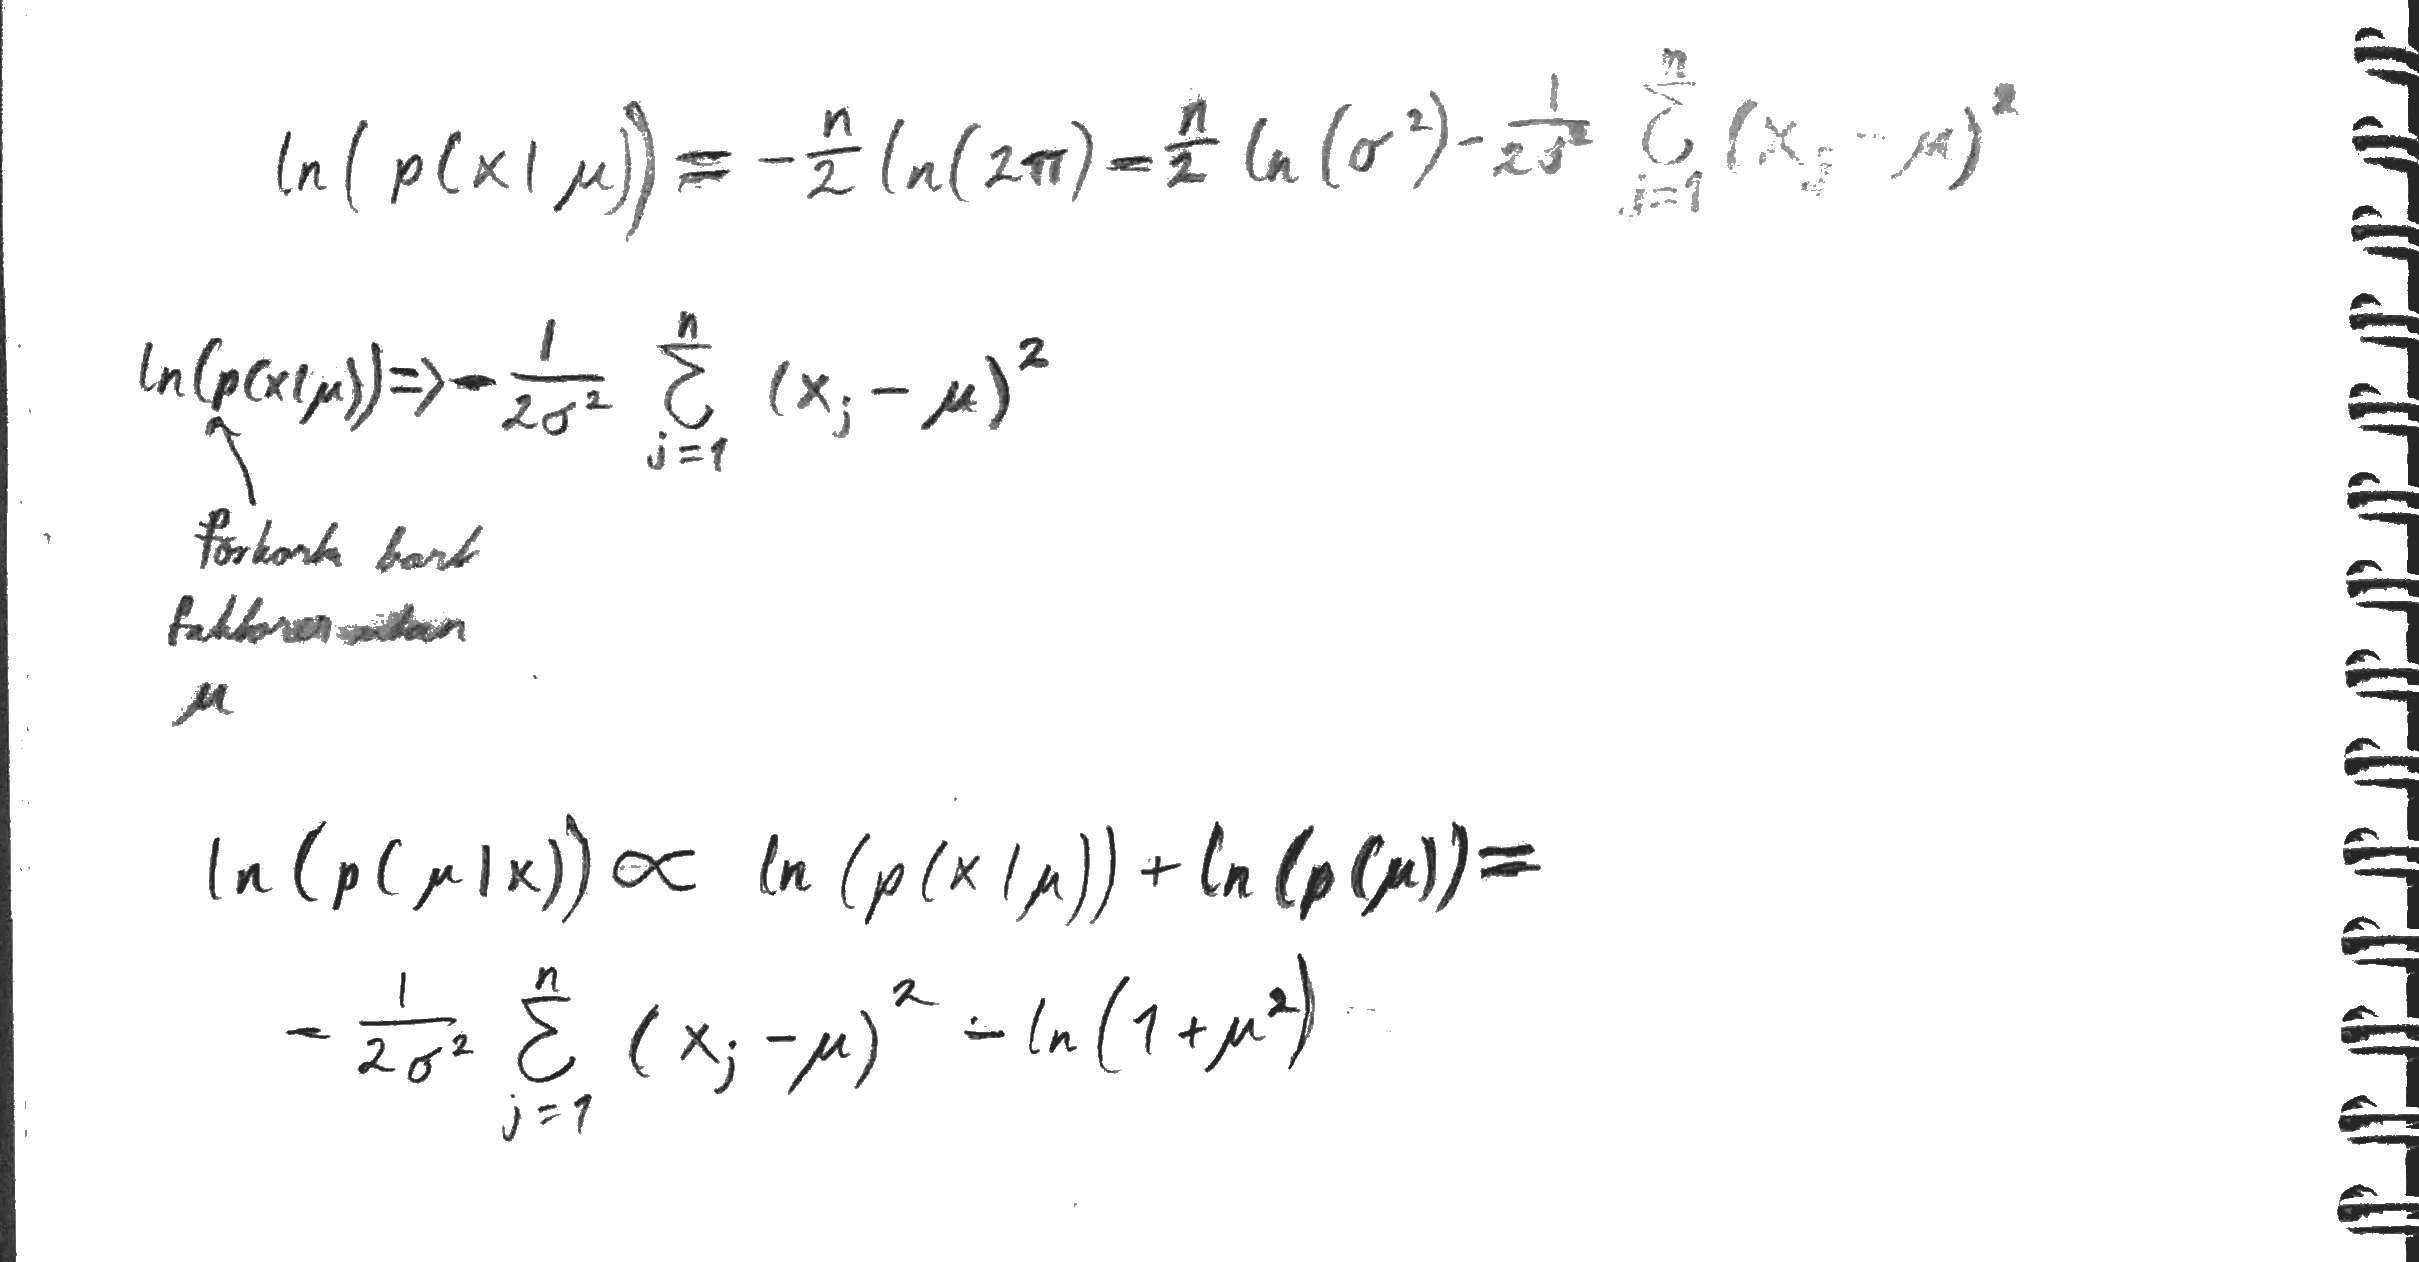 ln(p(x|μ)) = -n/2 ln(2π) = n/2 ln(σ²) - 1/2σ² Σ_{j=1}^{n} (x_j - μ)²
ln(p(x|μ)) => - 1/2σ² Σ_{j=1}^{n} (x_j - μ)²
förkorta bort
faktorer utan
μ
ln(p(μ|x)) ∝ ln(p(x|μ)) + ln(p(μ)) =
- 1/2σ² Σ_{j=1}^{n} (x_j - μ)² - ln(1+μ²)